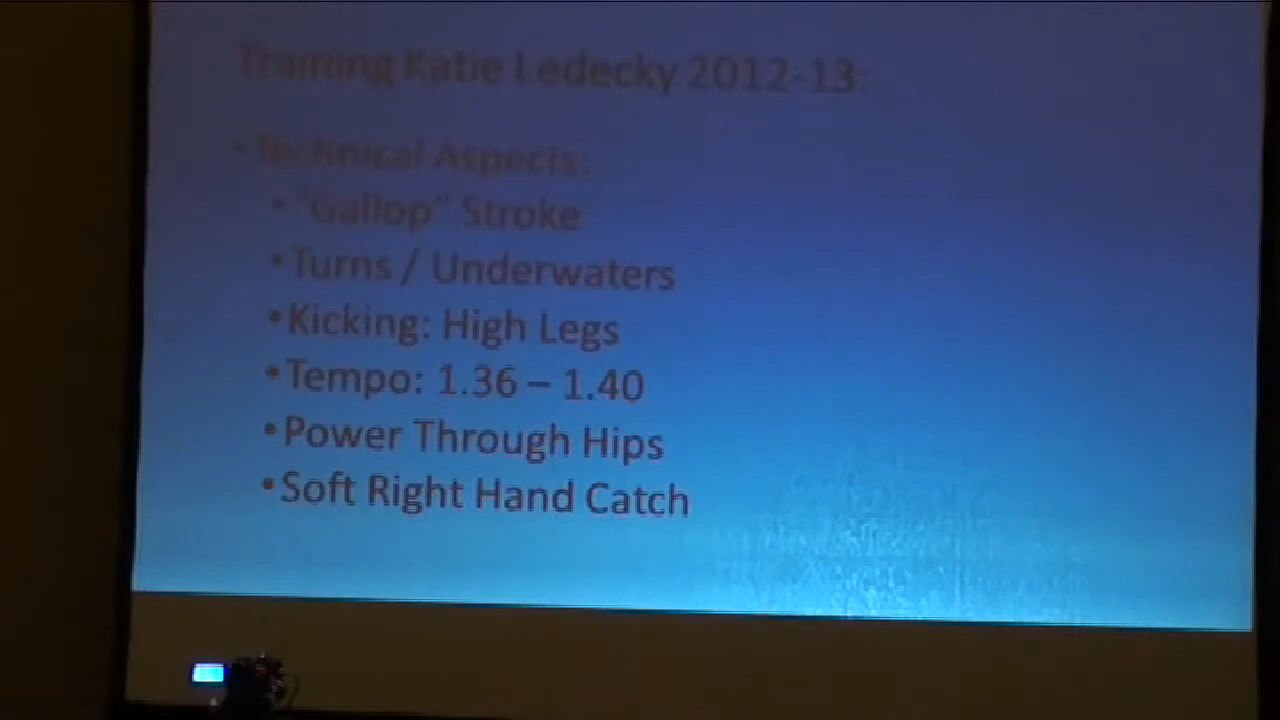 Training Katie Ledecky 2012-13:
• Technical Aspects:
• "Gallop" Stroke
• Turns / Underwaters
• Kicking: High Legs
• Tempo: 1.36 – 1.40
• Power Through Hips
• Soft Right Hand Catch